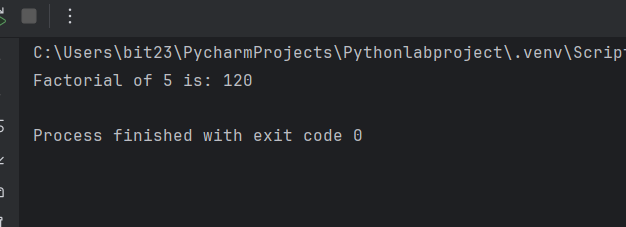 C:\Users\bit23\PycharmProjects\Pythonlabproject\.venv\Script
Factorial of 5 is: 120
Process finished with exit code 0